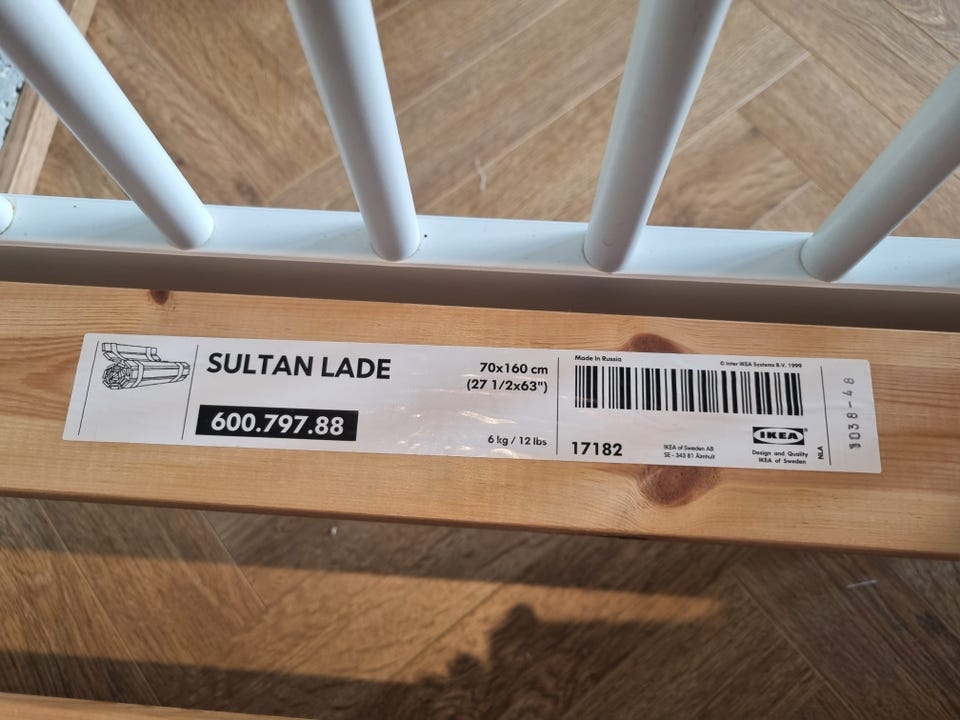 SULTAN LADE
70x160 cm
(27 1/2x63")
600.797.88
6 kg / 12 lbs
Made In Russia
© Inter IKEA Systems B.V. 1999
17182
IKEA of Sweden AB
SE - 343 81 Älmhult
IKEA®
Design and Quality
IKEA of Sweden
NLA
1038-48